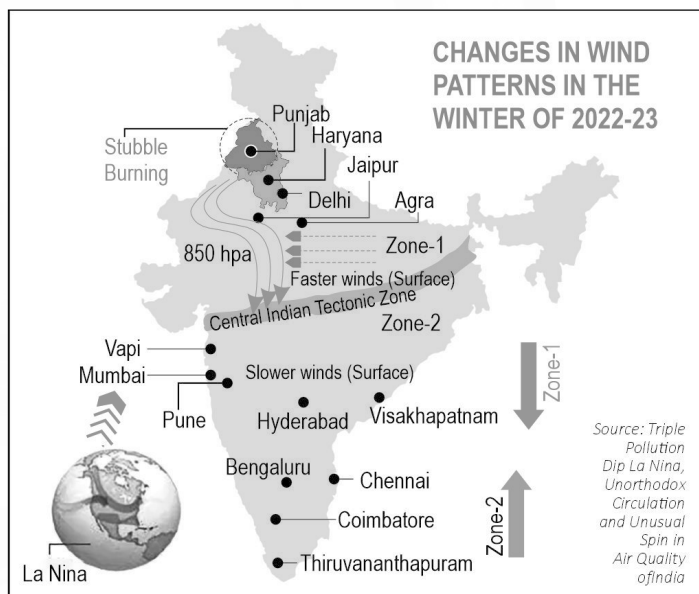 CHANGES IN WIND
PATTERNS IN THE
WINTER OF 2022-23
Punjab
Haryana
Stubble
Burning
Jaipur
Delhi
Agra
850 hpa
Zone-1
Faster winds (Surface)
Central Indian Tectonic Zone
Zone-2
Vapi
Mumbai
Slower winds (Surface)
Pune
Hyderabad
Visakhapatnam
Zone-1
Bengaluru
Chennai
Coimbatore
Thiruvananthapuram
Zone-2
La Nina
Source: Triple
Pollution
Dip La Nina,
Unorthodox
Circulation
and Unusual
Spin in
Air Quality
ofIndia